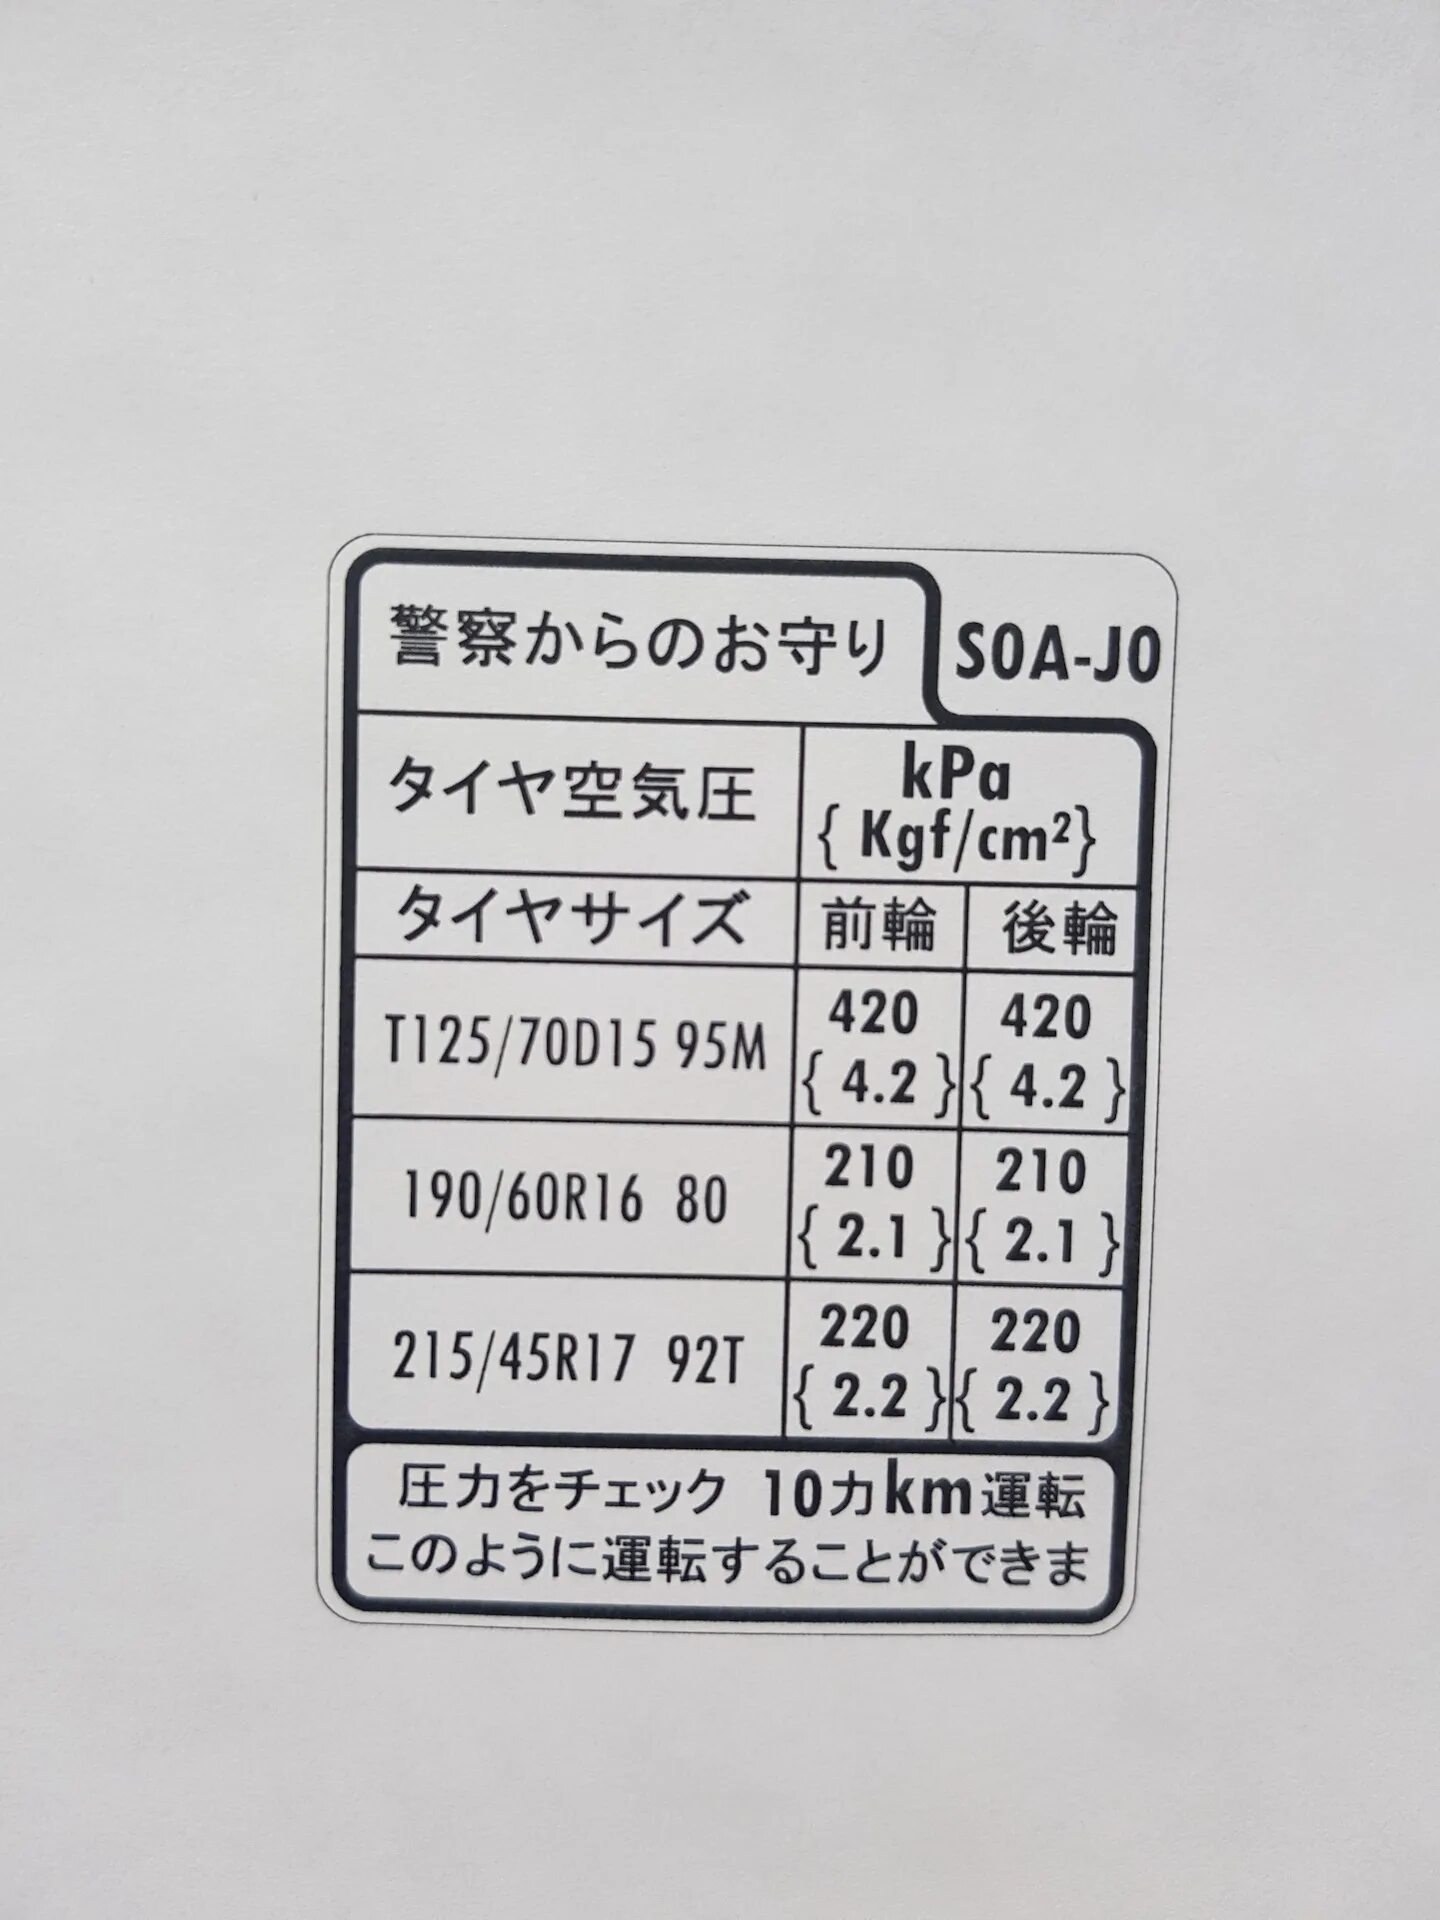 警察からのお守り S0A-J0
タイヤ空気圧 kPa
{ Kgf/cm²}
タイヤサイズ 前輪 後輪
T125/70D15 95M 420 420
{ 4.2 } { 4.2 }
190/60R16 80 210 210
{ 2.1 } { 2.1 }
215/45R17 92T 220 220
{ 2.2 } { 2.2 }
圧力をチェック 10力km運転
このように運転することができま